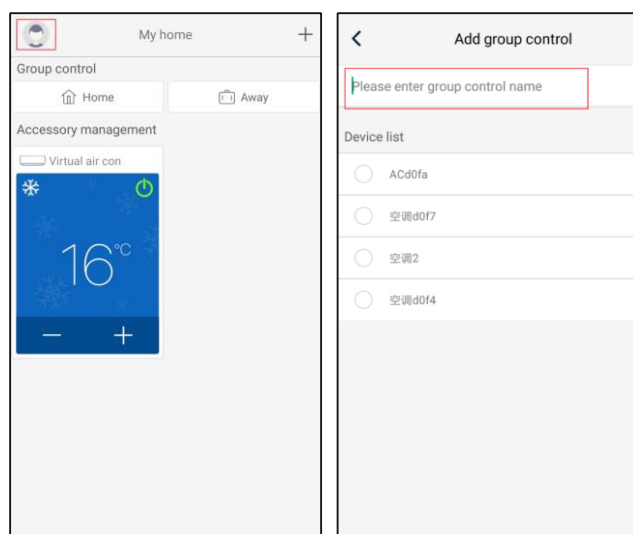 My home
+
Group control
Home
Away
Accessory management
Virtual air con
16°C
− +
Add group control
Please enter group control name
Device list
ACd0fa
空调d0f7
空调2
空调d0f4